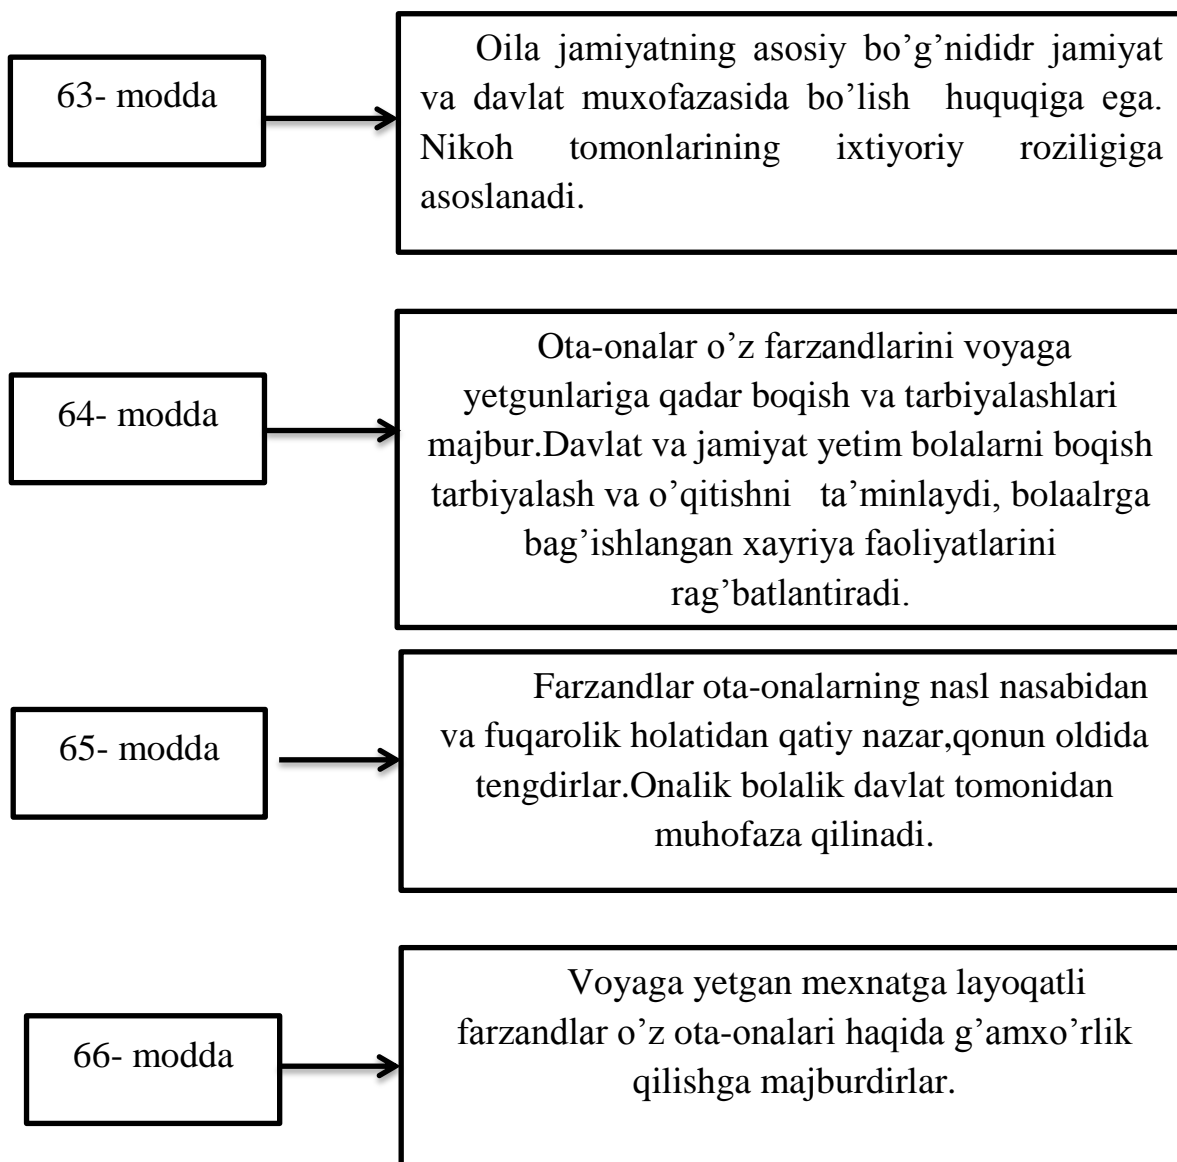 63- modda
Oila jamiyatning asosiy bo’g’nididr jamiyat
va davlat muxofazasida bo’lish huquqiga ega.
Nikoh tomonlarining ixtiyoriy roziligiga
asoslanadi.
64- modda
Ota-onalar o’z farzandlarini voyaga
yetgunlariga qadar boqish va tarbiyalashlari
majbur.Davlat va jamiyat yetim bolalarni boqish
tarbiyalash va o’qitishni ta’minlaydi, bolaalrga
bag’ishlangan xayriya faoliyatlarini
rag’batlantiradi.
65- modda
Farzandlar ota-onalarning nasl nasabidan
va fuqarolik holatidan qatiy nazar,qonun oldida
tengdirlar.Onalik bolalik davlat tomonidan
muhofaza qilinadi.
66- modda
Voyaga yetgan mexnatga layoqatli
farzandlar o’z ota-onalari haqida g’amxo’rlik
qilishga majburdirlar.